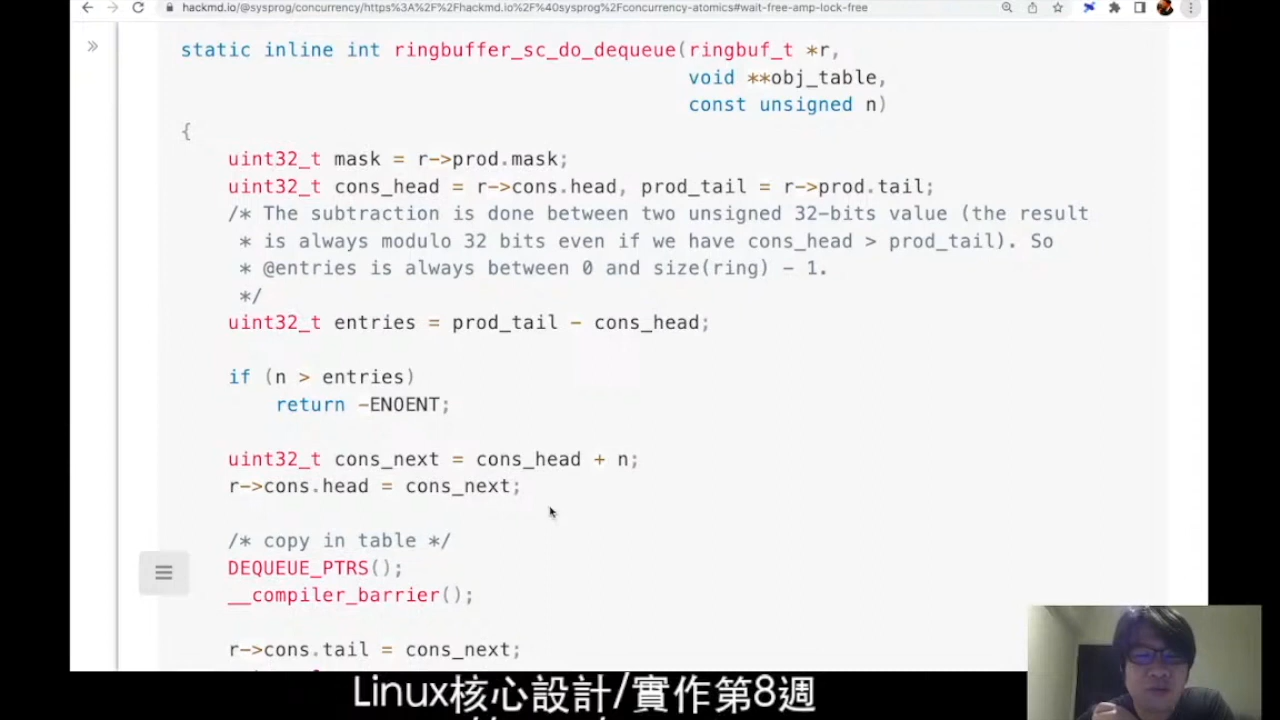 hackmd.io/@sysprog/concurrency/https%3A%2F%2Fhackmd.io%2F%40sysprog%2Fconcurrency-atomics#wait-free-amp-lock-free
static inline int ringbuffer_sc_do_dequeue(ringbuf_t *r,
void **obj_table,
const unsigned n)
{
uint32_t mask = r->prod.mask;
uint32_t cons_head = r->cons.head, prod_tail = r->prod.tail;
/* The subtraction is done between two unsigned 32-bits value (the result
* is always modulo 32 bits even if we have cons_head > prod_tail). So
* @entries is always between 0 and size(ring) - 1.
*/
uint32_t entries = prod_tail - cons_head;
if (n > entries)
return -ENOENT;
uint32_t cons_next = cons_head + n;
r->cons.head = cons_next;
/* copy in table */
DEQUEUE_PTRS();
__compiler_barrier();
r->cons.tail = cons_next;
Linux核心設計/實作第8週